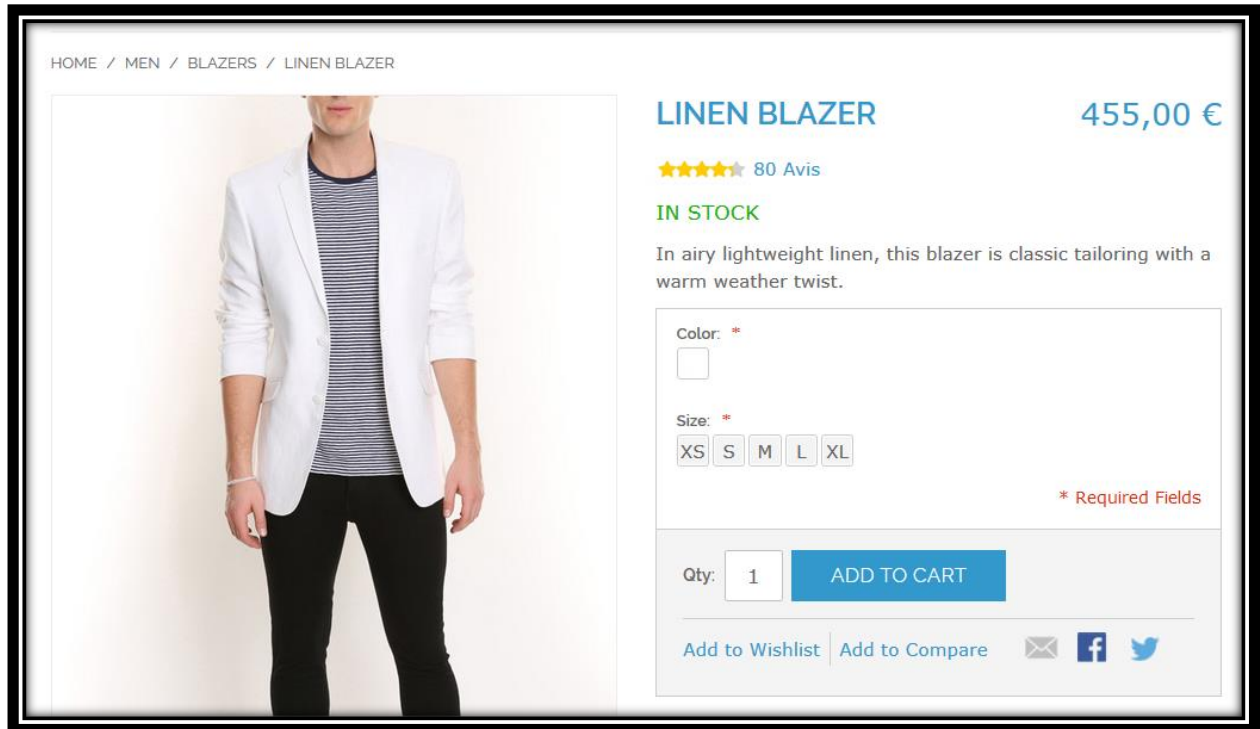 HOME / MEN / BLAZERS / LINEN BLAZER
LINEN BLAZER 455,00 €
80 Avis
IN STOCK
In airy lightweight linen, this blazer is classic tailoring with a
warm weather twist.
Color: *
Size: *
XS S M L XL
* Required Fields
Qty: 1 ADD TO CART
Add to Wishlist Add to Compare